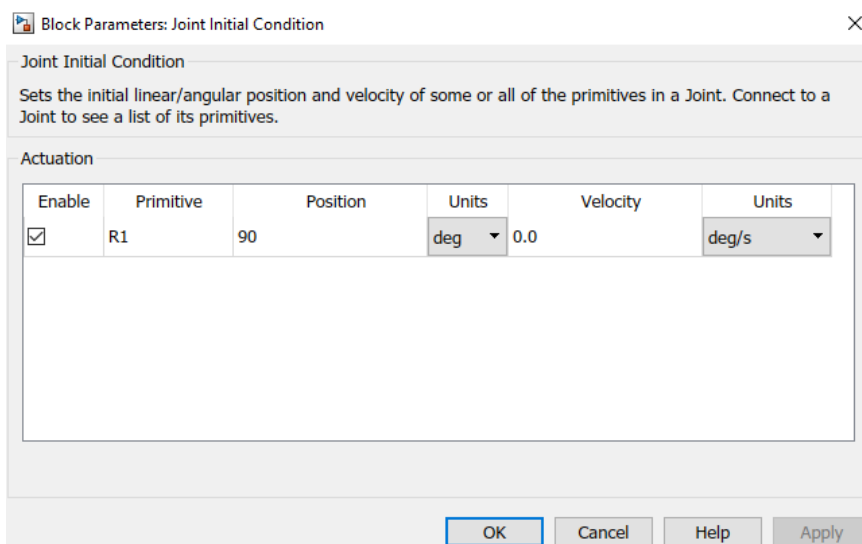 Block Parameters: Joint Initial Condition
Joint Initial Condition
Sets the initial linear/angular position and velocity of some or all of the primitives in a Joint. Connect to a
Joint to see a list of its primitives.
Actuation
Enable Primitive Position Units Velocity Units
R1 90 deg 0.0 deg/s
OK Cancel Help Apply